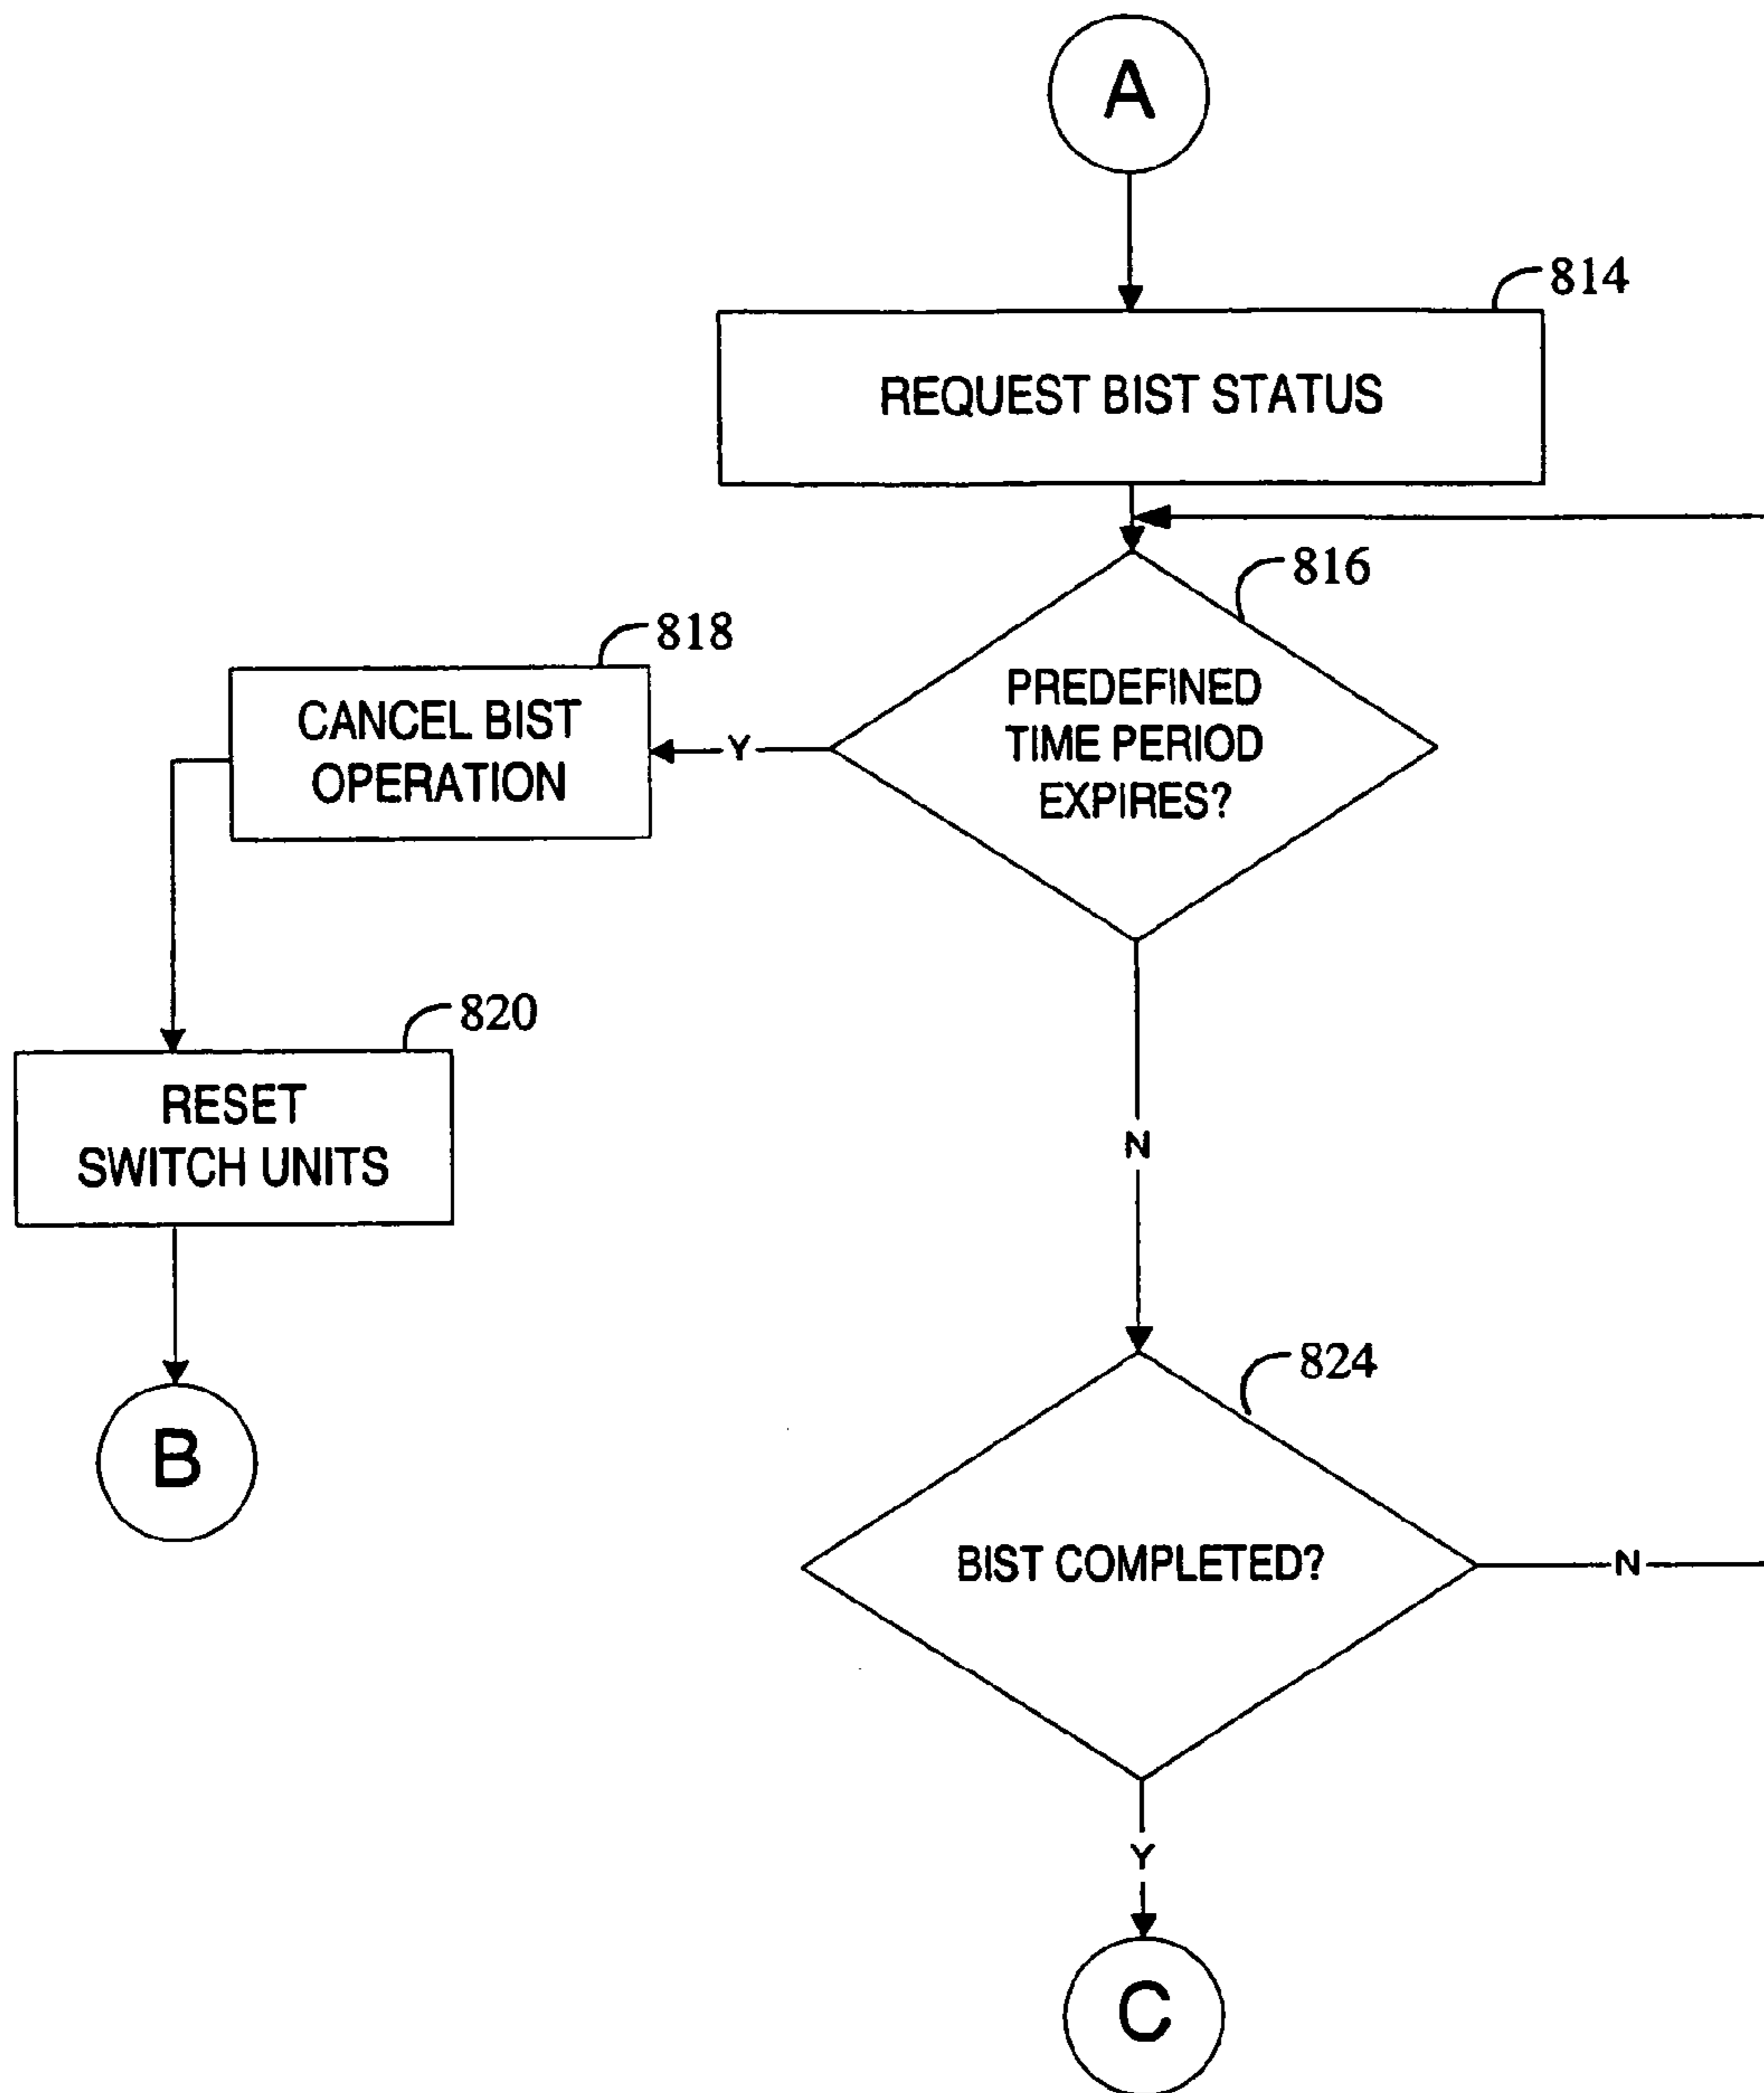 A
814
REQUEST BIST STATUS
816
818
PREDEFINED
TIME PERIOD
EXPIRES?
CANCEL BIST
OPERATION
Y
820
RESET
SWITCH UNITS
N
824
B
BIST COMPLETED?
N
Y
C